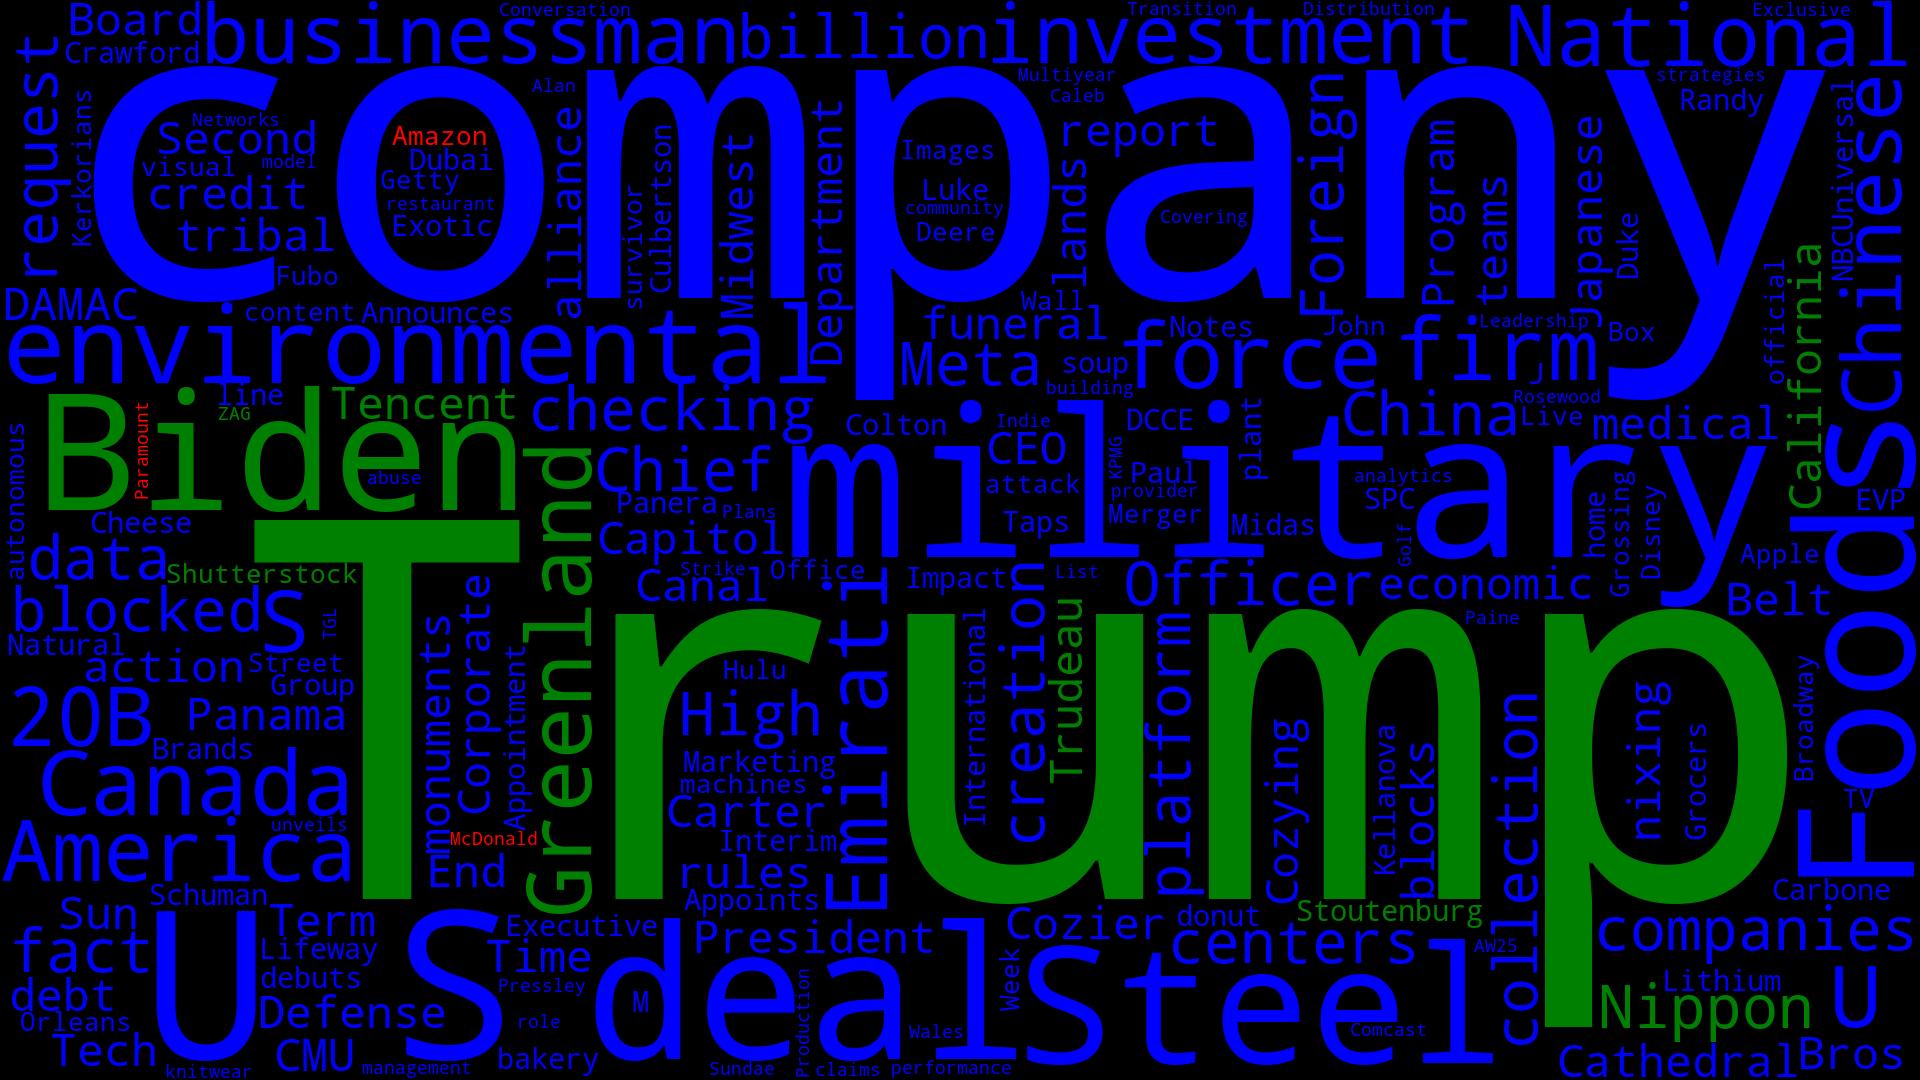 Board
Conversation
Transition
Distribution
Exclusive
Crawford
businessman
billion
investment
National
request
company
Alan
Multiyear
Caleb
strategies
Randy
Kerkorians
Networks
Second
visual
model
credit
tribal
Fubo
Amazon
Dubai
Getty
restaurant
Exotic
alliance
survivor
Culbertson
Midwest
Department
Images
Luke
community
Deere
report
lands
Covering
Foreign
Program
teams
Japanese
Duke
NBCUniversal
Chinese
DAMAC
content
Announces
Wall
funeral
Notes
John
Leadership
Box
official
California
environmental
Meta
soup
building
force
firm
J
Rosewood
Biden
Paramount
line
ZAG
Tencent
abuse
checking
Colton
Indie
CEO
attack
Taps
DCCE
KPMG
Paul
provider
Merger
plant
China
Live
medical
analytics
SPC
military
Midas
Golf
home
Grossing
Disney
EVP
Apple
autonomous
Cheese
data
Shutterstock
Greenland
Chief
Panera
Plans
Capitol
Strike
Office
Canal
Impact
List
Officer
economic
Paine
Belt
Foods
blocked
S
TGL
Natural
action
Street
Group
20B
Panama
Brands
Canada
America
unveils
Trump
monuments
Corporate
Appointment
McDonald
End
Hulu
High
Marketing
machines
Carter
Interim
rules
Appoints
Emirati
International
creation
Trudeau
platform
Cozying
Kellanova
blocks
Stoutenburg
collection
nixing
Grocers
Broadway
TV
Carbone
Schuman
Sun
Term
fact
Lifeway
debuts
debt
Orleans
Defense
Tech
CMU
knitwear
management
U
S
Executive
Time
Pressley
role
bakery
President
deal
M
Sundae
Production
claims
Wales
performance
Week
Cozier
donut
centers
AW25
Steel
Comcast
companies
Lithium
Nippon
U
Cathedral
Bros